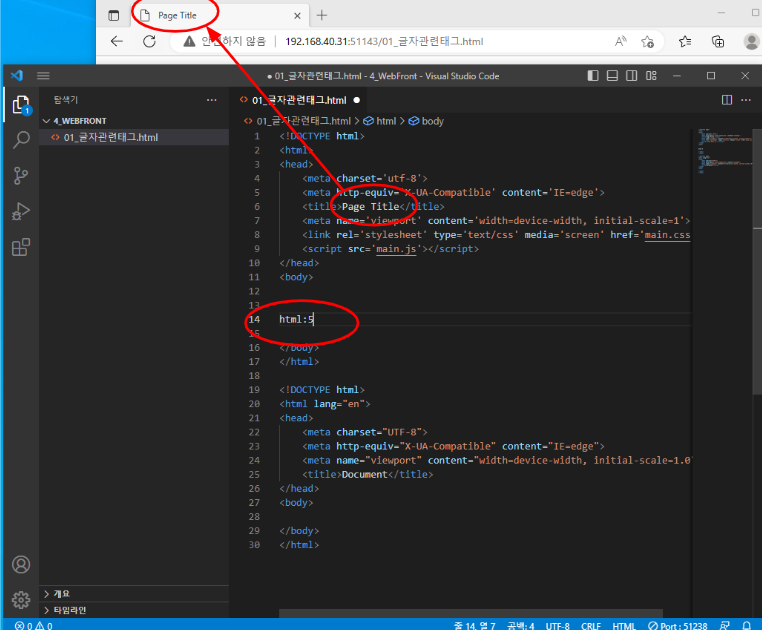 Page Title
안전하지 않음 192.168.40.31:51143/01_글자관련태그.html
● 01_글자관련태그.html - 4_WebFront - Visual Studio Code
탐색기
01_글자관련태그.html ●
4_WEBFRONT
01_글자관련태그.html
01_글자관련태그.html > html > body
1 <!DOCTYPE html>
2 <html>
3 <head>
4 <meta charset='utf-8'>
5 <meta http-equiv='X-UA-Compatible' content='IE=edge'>
6 <title>Page Title</title>
7 <meta name='viewport' content='width=device-width, initial-scale=1'>
8 <link rel='stylesheet' type='text/css' media='screen' href='main.css
9 <script src='main.js'></script>
10 </head>
11 <body>
12
13
14 html:5
15
16 </body>
17 </html>
18
19 <!DOCTYPE html>
20 <html lang="en">
21 <head>
22 <meta charset="UTF-8">
23 <meta http-equiv="X-UA-Compatible" content="IE=edge">
24 <meta name="viewport" content="width=device-width, initial-scale=1.0
25 <title>Document</title>
26 </head>
27 <body>
28
29 </body>
30 </html>
1
개요
타임라인
0 0 줄 14, 열 7 공백: 4 UTF-8 CRLF HTML Port : 51238